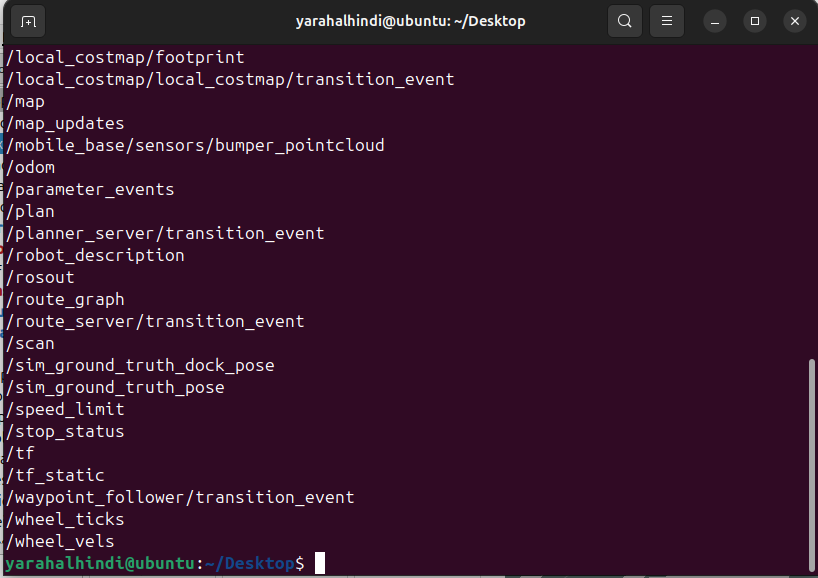 yarahalhindi@ubuntu: ~/Desktop
/local_costmap/footprint
/local_costmap/local_costmap/transition_event
/map
/map_updates
/mobile_base/sensors/bumper_pointcloud
/odom
/parameter_events
/plan
/planner_server/transition_event
/robot_description
/rosout
/route_graph
/route_server/transition_event
/scan
/sim_ground_truth_dock_pose
/sim_ground_truth_pose
/speed_limit
/stop_status
/tf
/tf_static
/waypoint_follower/transition_event
/wheel_ticks
/wheel_vels
yarahalhindi@ubuntu:~/Desktop$